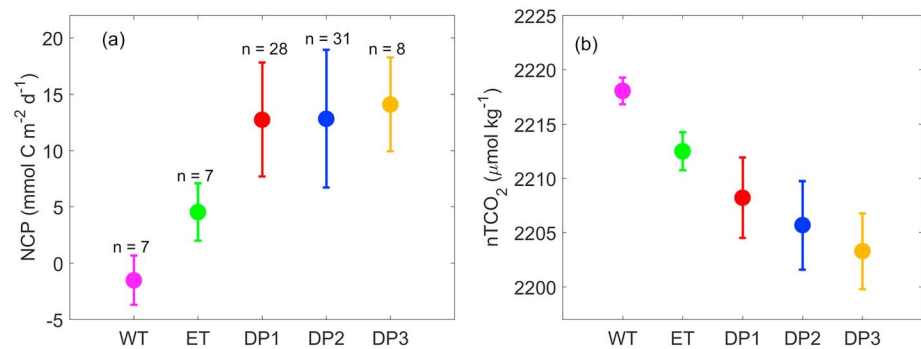 (a)
NCP (mmol C m⁻² d⁻¹)
20
15
10
5
0
-5
n = 7
n = 7
n = 28
n = 31
n = 8
WT ET DP1 DP2 DP3
(b)
nTCO₂ (μmol kg⁻¹)
2225
2220
2215
2210
2205
2200
WT ET DP1 DP2 DP3